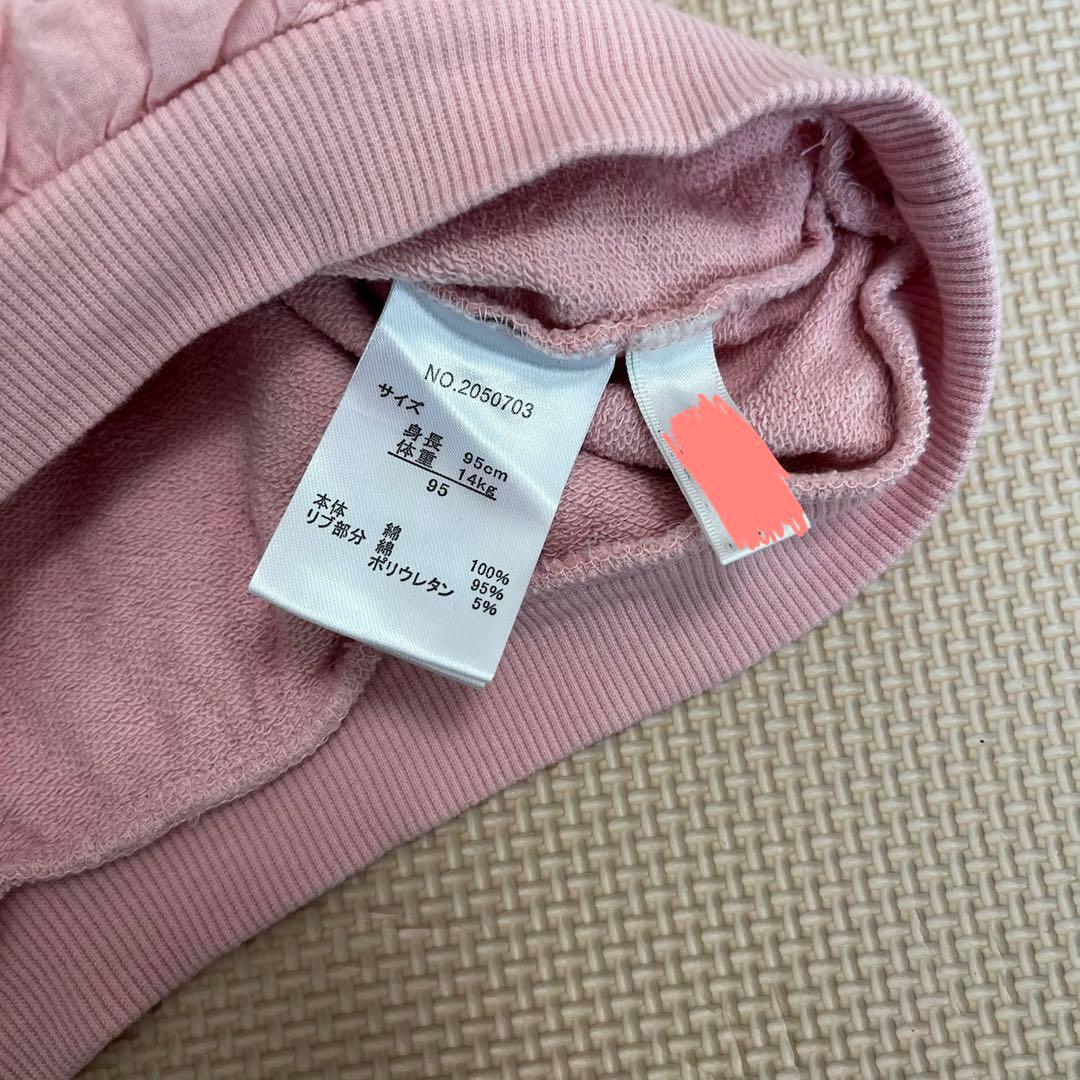 NO.2050703
サイズ
身長 95cm
体重 14kg
95
本体 綿 100%
リブ部分 綿 95%
ポリウレタン 5%